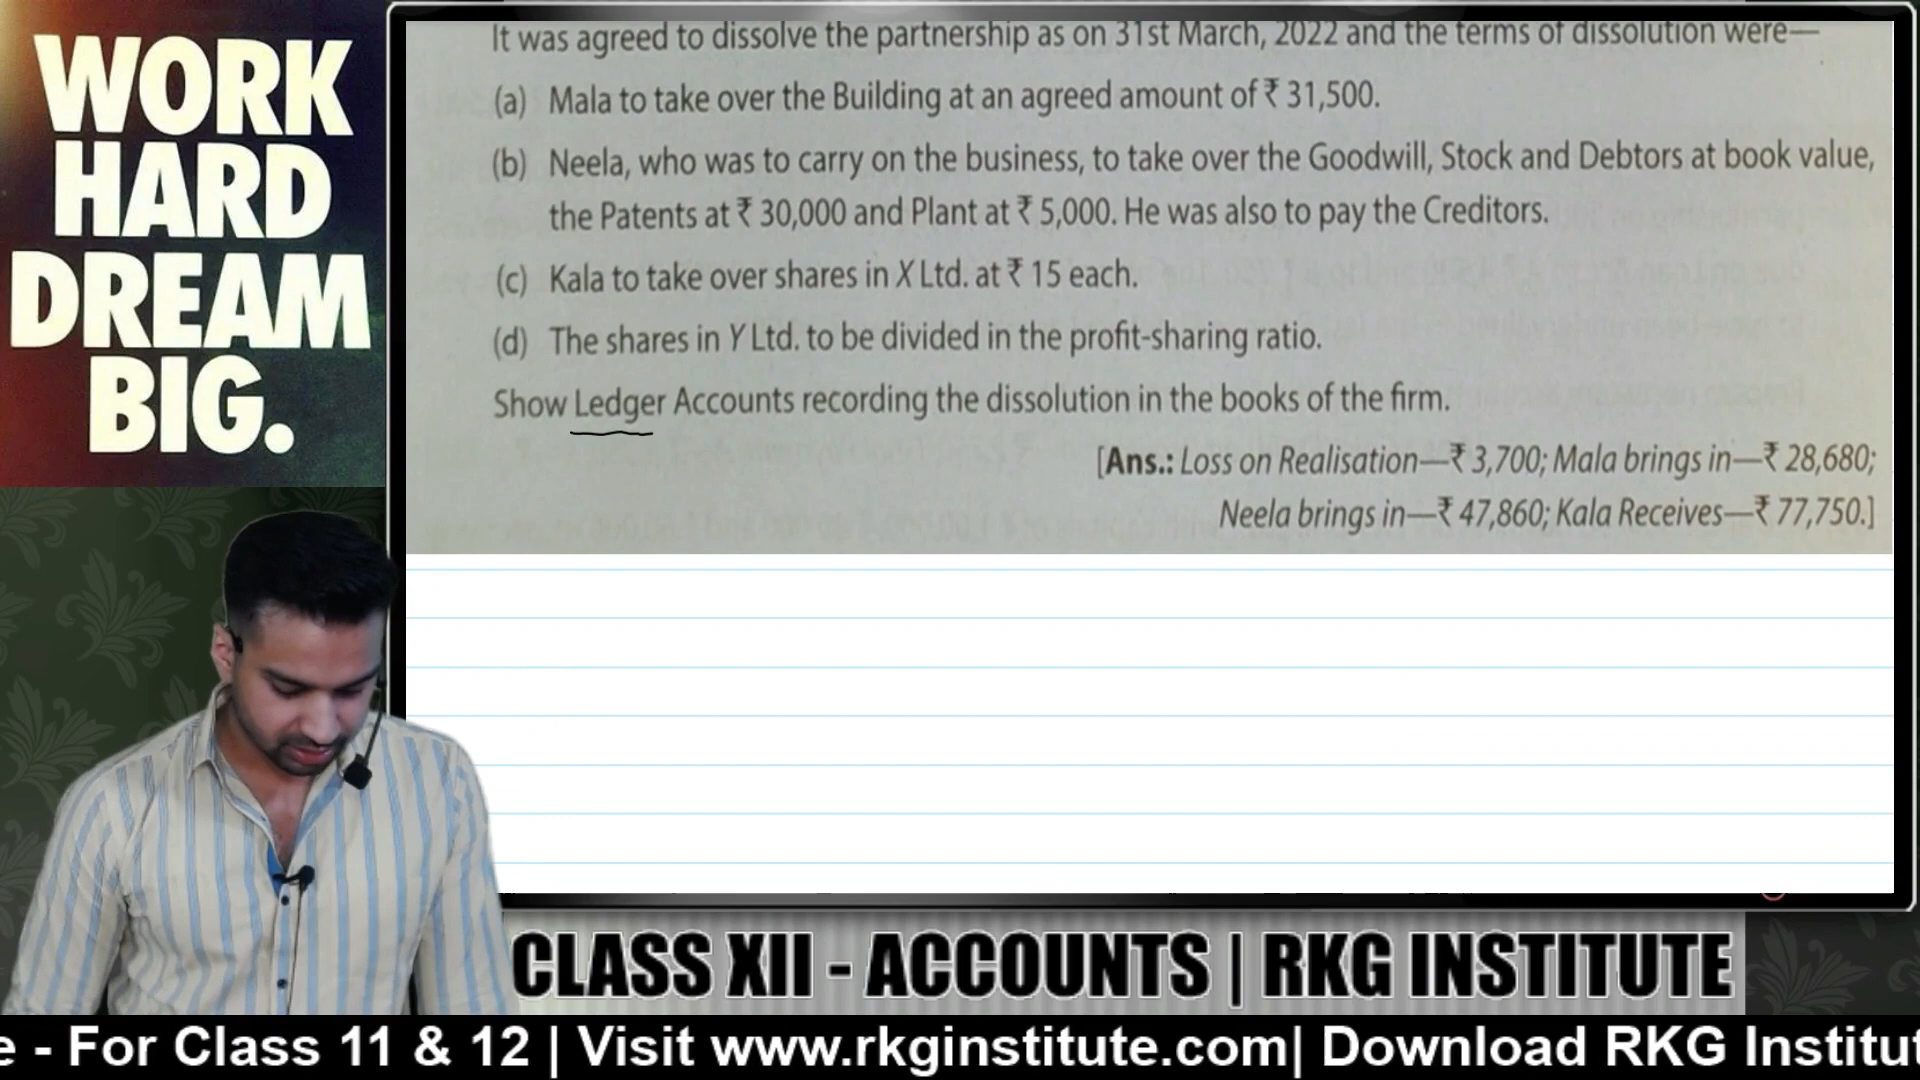 WORK
HARD
DREAM
BIG.
It was agreed to dissolve the partnership as on 31st March, 2022 and the terms of dissolution were—
(a) Mala to take over the Building at an agreed amount of ₹ 31,500.
(b) Neela, who was to carry on the business, to take over the Goodwill, Stock and Debtors at book value,
the Patents at ₹ 30,000 and Plant at ₹ 5,000. He was also to pay the Creditors.
(c) Kala to take over shares in X Ltd. at ₹ 15 each.
(d) The shares in Y Ltd. to be divided in the profit-sharing ratio.
Show Ledger Accounts recording the dissolution in the books of the firm.
[Ans.: Loss on Realisation—₹ 3,700; Mala brings in—₹ 28,680;
Neela brings in—₹ 47,860; Kala Receives—₹ 77,750.]
CLASS XII - ACCOUNTS | RKG INSTITUTE
e - For Class 11 & 12 | Visit www.rkginstitute.com| Download RKG Institut